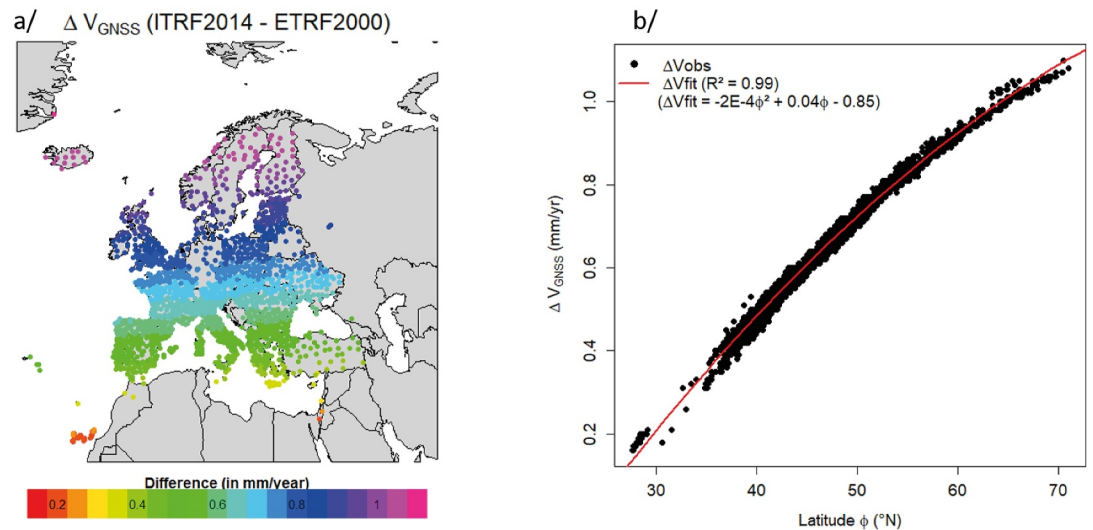 a/ Δ V_GNSS (ITRF2014 - ETRF2000)
Difference (in mm/year)
0.2 0.4 0.6 0.8 1
b/
ΔVobs
ΔVfit (R² = 0.99)
(ΔVfit = -2E-4ϕ² + 0.04ϕ - 0.85)
Δ V_GNSS (mm/yr)
1.0
0.8
0.6
0.4
0.2
30 40 50 60 70
Latitude ϕ (°N)